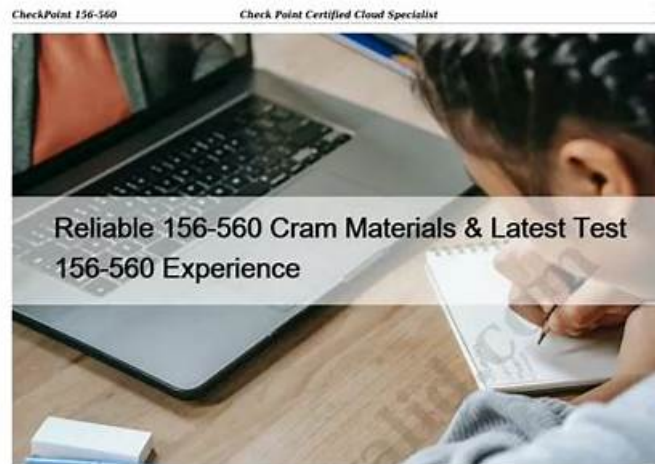 CheckPoint 156-560 Check Point Certified Cloud Specialist
Reliable 156-560 Cram Materials & Latest Test
156-560 Experience